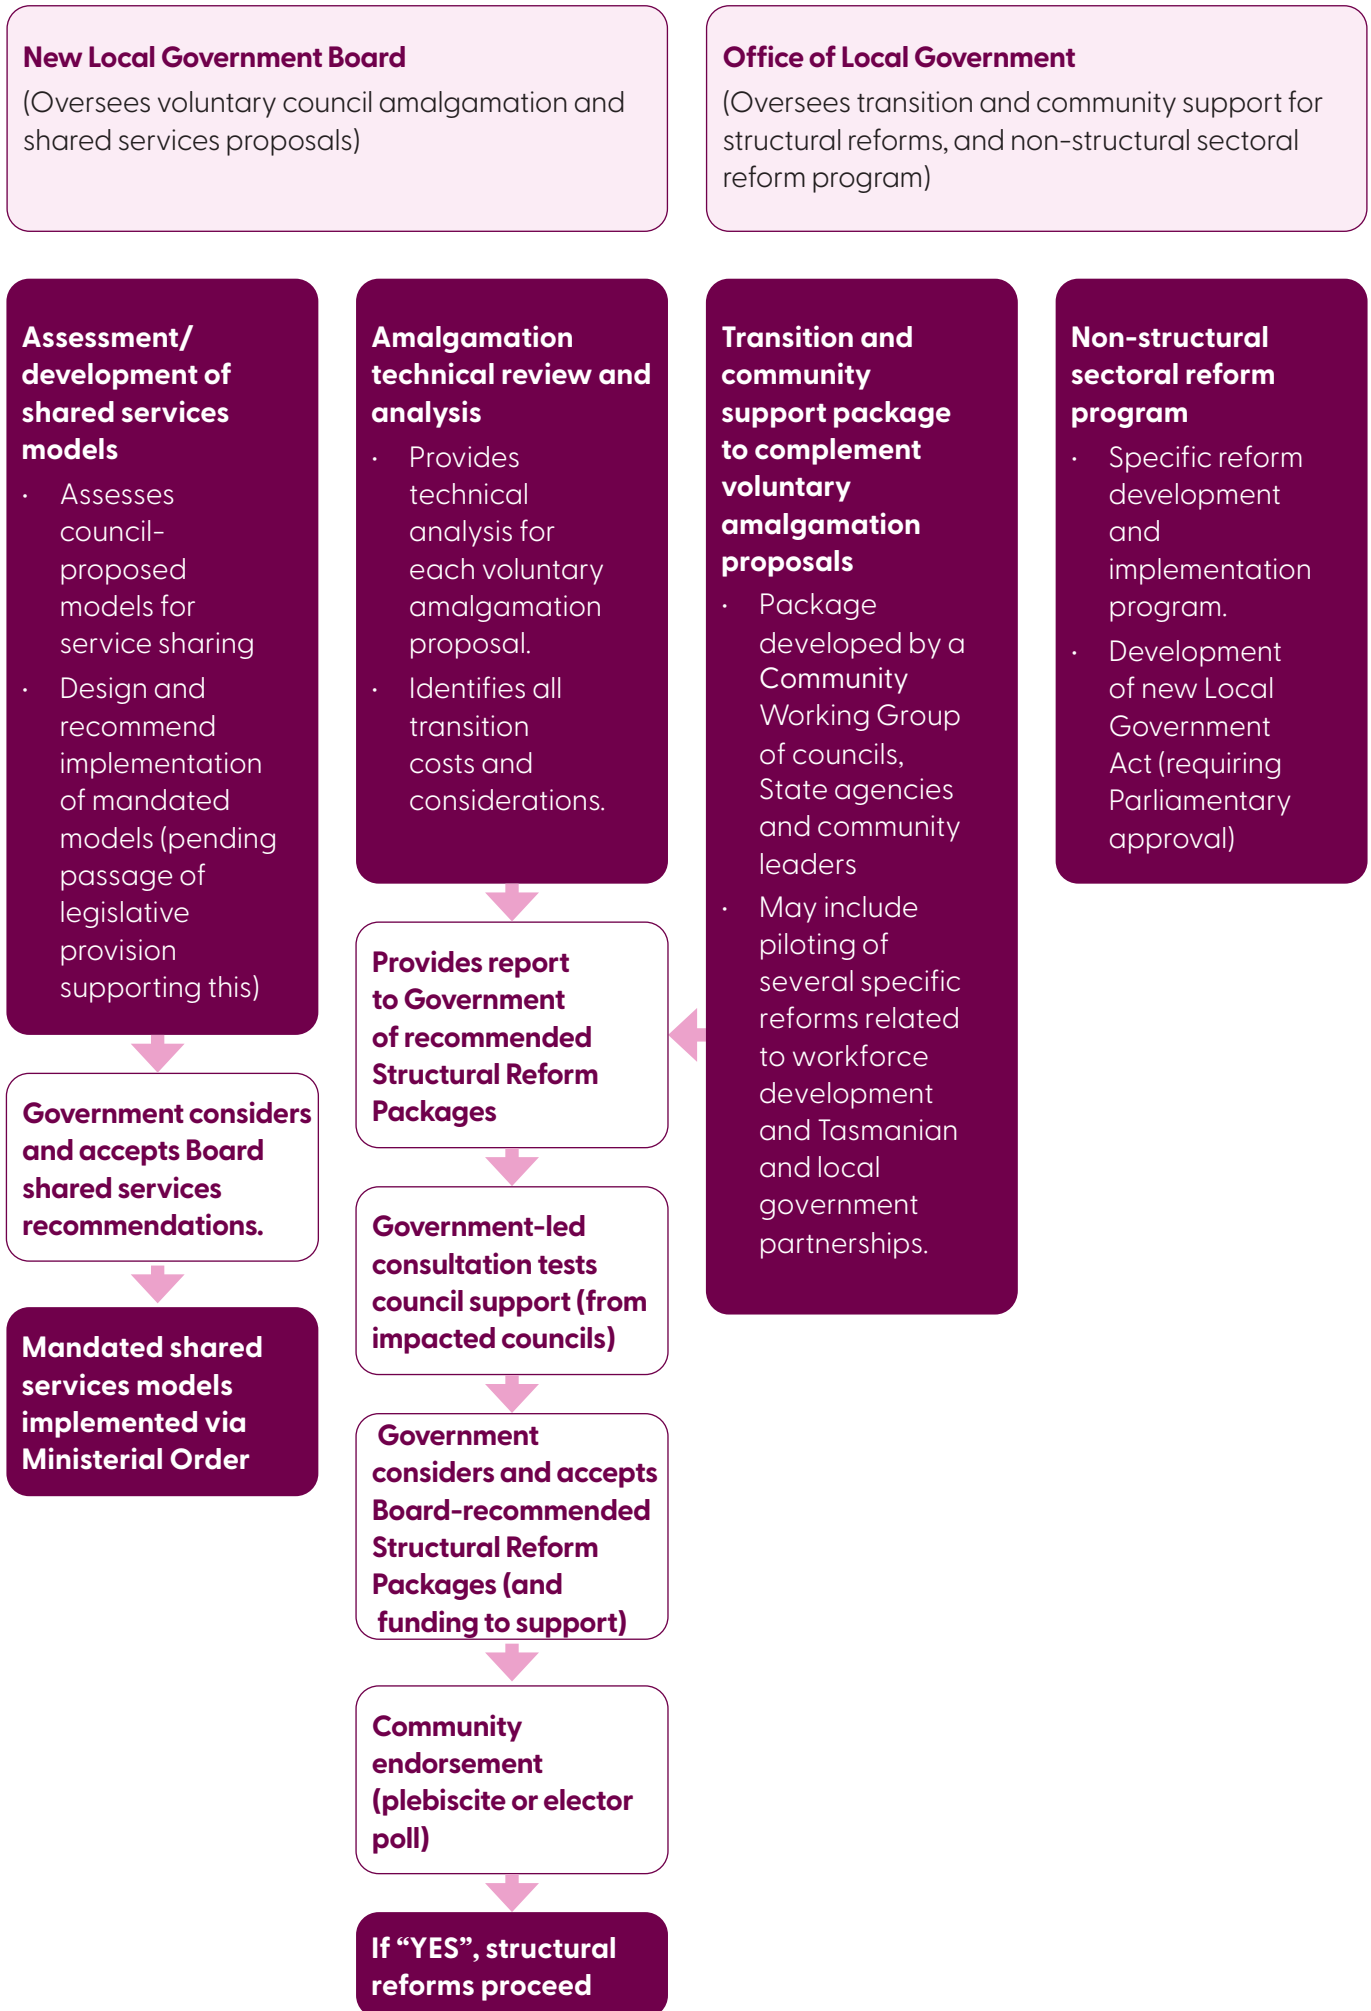 New Local Government Board
(Oversees voluntary council amalgamation and
shared services proposals)
Office of Local Government
(Oversees transition and community support for
structural reforms, and non-structural sectoral
reform program)
Assessment/
development of
shared services
models
· Assesses
council-
proposed
models for
service sharing
· Design and
recommend
implementation
of mandated
models (pending
passage of
legislative
provision
supporting this)
Government considers
and accepts Board
shared services
recommendations.
Mandated shared
services models
implemented via
Ministerial Order
Amalgamation
technical review and
analysis
· Provides
technical
analysis for
each voluntary
amalgamation
proposal.
· Identifies all
transition
costs and
considerations.
Provides report
to Government
of recommended
Structural Reform
Packages
Government-led
consultation tests
council support (from
impacted councils)
Government
considers and accepts
Board-recommended
Structural Reform
Packages (and
funding to support)
Community
endorsement
(plebiscite or elector
poll)
If “YES”, structural
reforms proceed
Transition and
community
support package
to complement
voluntary
amalgamation
proposals
· Package
developed by a
Community
Working Group
of councils,
State agencies
and community
leaders
· May include
piloting of
several specific
reforms related
to workforce
development
and Tasmanian
and local
government
partnerships.
Non-structural
sectoral reform
program
· Specific reform
development
and
implementation
program.
· Development
of new Local
Government
Act (requiring
Parliamentary
approval)